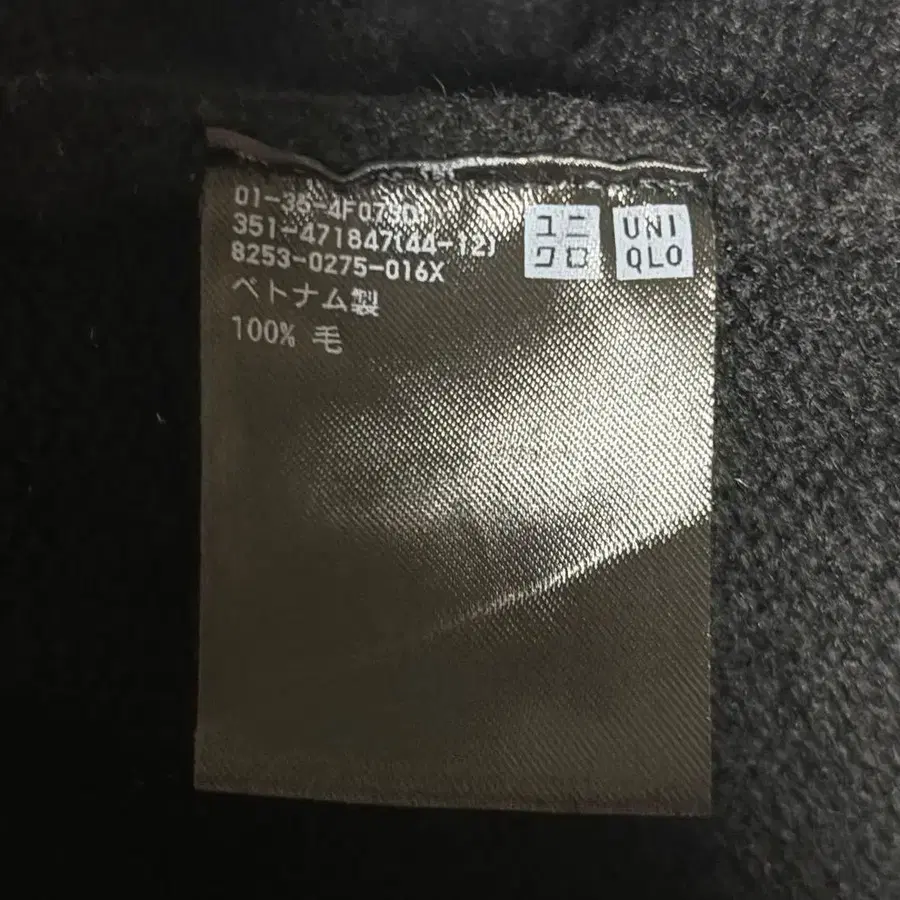 01-35-4F073D
351-471847(44-12)
8253-0275-016X
ベトナム製
100% 毛
ユニ
クロ
UNI
QLO